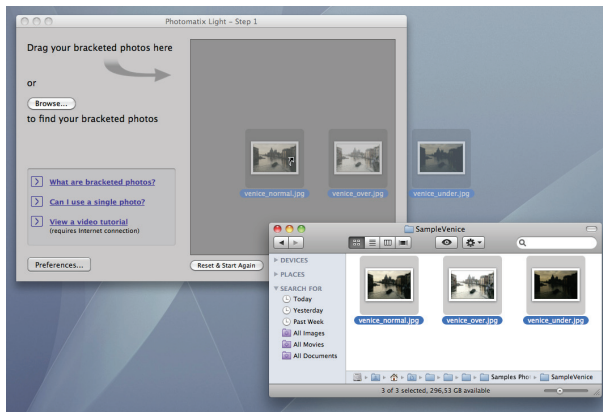 Photomatix Light – Step 1
Drag your bracketed photos here
or
Browse...
to find your bracketed photos
What are bracketed photos?
Can I use a single photo?
View a video tutorial
(requires Internet connection)
Preferences...
Reset & Start Again
venice_normal.jpg
venice_over.jpg
venice_under.jpg
SampleVenice
DEVICES
PLACES
SEARCH FOR
Today
Yesterday
Past Week
All Images
All Movies
All Documents
venice_normal.jpg
venice_over.jpg
venice_under.jpg
Samples Phot
SampleVenice
3 of 3 selected, 296,53 GB available